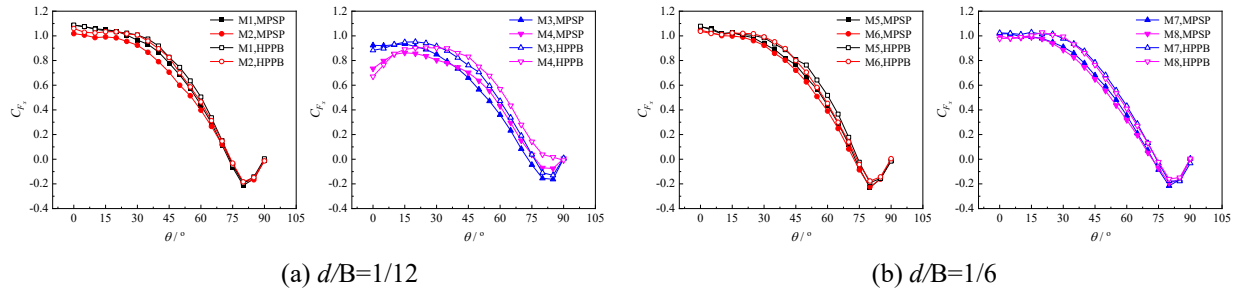 M1,MPSP
M2,MPSP
M1,HPPB
M2,HPPB
1.2
1.0
0.8
0.6
0.4
0.2
0.0
-0.2
-0.4
C_{F_x}
0 15 30 45 60 75 90 105
θ / º
M3,MPSP
M4,MPSP
M3,HPPB
M4,HPPB
1.2
1.0
0.8
0.6
0.4
0.2
0.0
-0.2
-0.4
C_{F_x}
0 15 30 45 60 75 90 105
θ / º
(a) d/B=1/12
M5,MPSP
M6,MPSP
M5,HPPB
M6,HPPB
1.2
1.0
0.8
0.6
0.4
0.2
0.0
-0.2
-0.4
C_{F_x}
0 15 30 45 60 75 90 105
θ / º
M7,MPSP
M8,MPSP
M7,HPPB
M8,HPPB
1.2
1.0
0.8
0.6
0.4
0.2
0.0
-0.2
-0.4
C_{F_x}
0 15 30 45 60 75 90 105
θ / º
(b) d/B=1/6